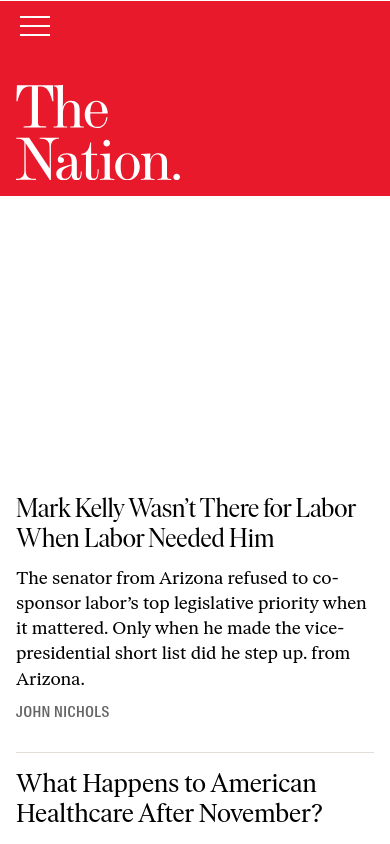 The
Nation.
Mark Kelly Wasn’t There for Labor
When Labor Needed Him
The senator from Arizona refused to co-
sponsor labor’s top legislative priority when
it mattered. Only when he made the vice-
presidential short list did he step up. from
Arizona.
JOHN NICHOLS
What Happens to American
Healthcare After November?